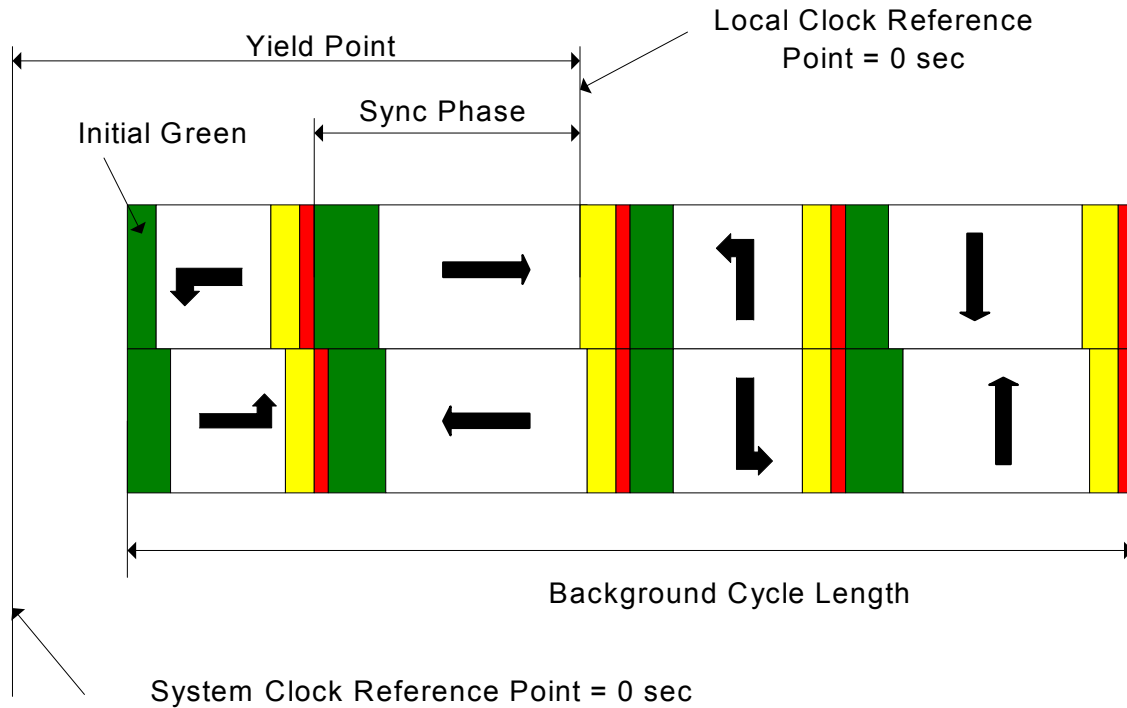 Local Clock Reference
Point = 0 sec
Yield Point
Sync Phase
Initial Green
Background Cycle Length
System Clock Reference Point = 0 sec